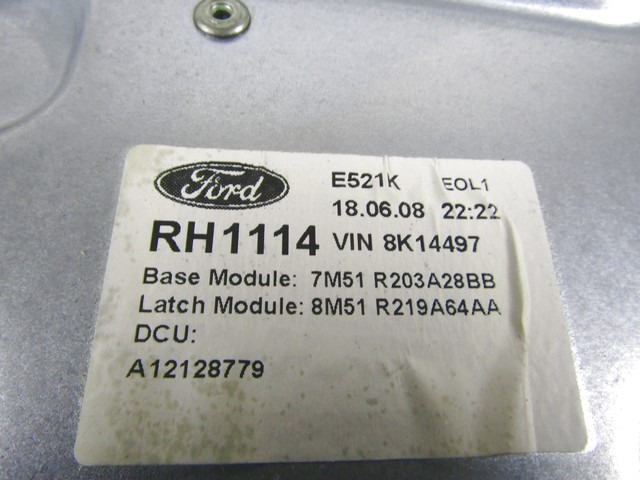 Ford E521K EOL1
18.06.08 22:22
RH1114 VIN 8K14497
Base Module: 7M51 R203A28BB
Latch Module: 8M51 R219A64AA
DCU:
A12128779